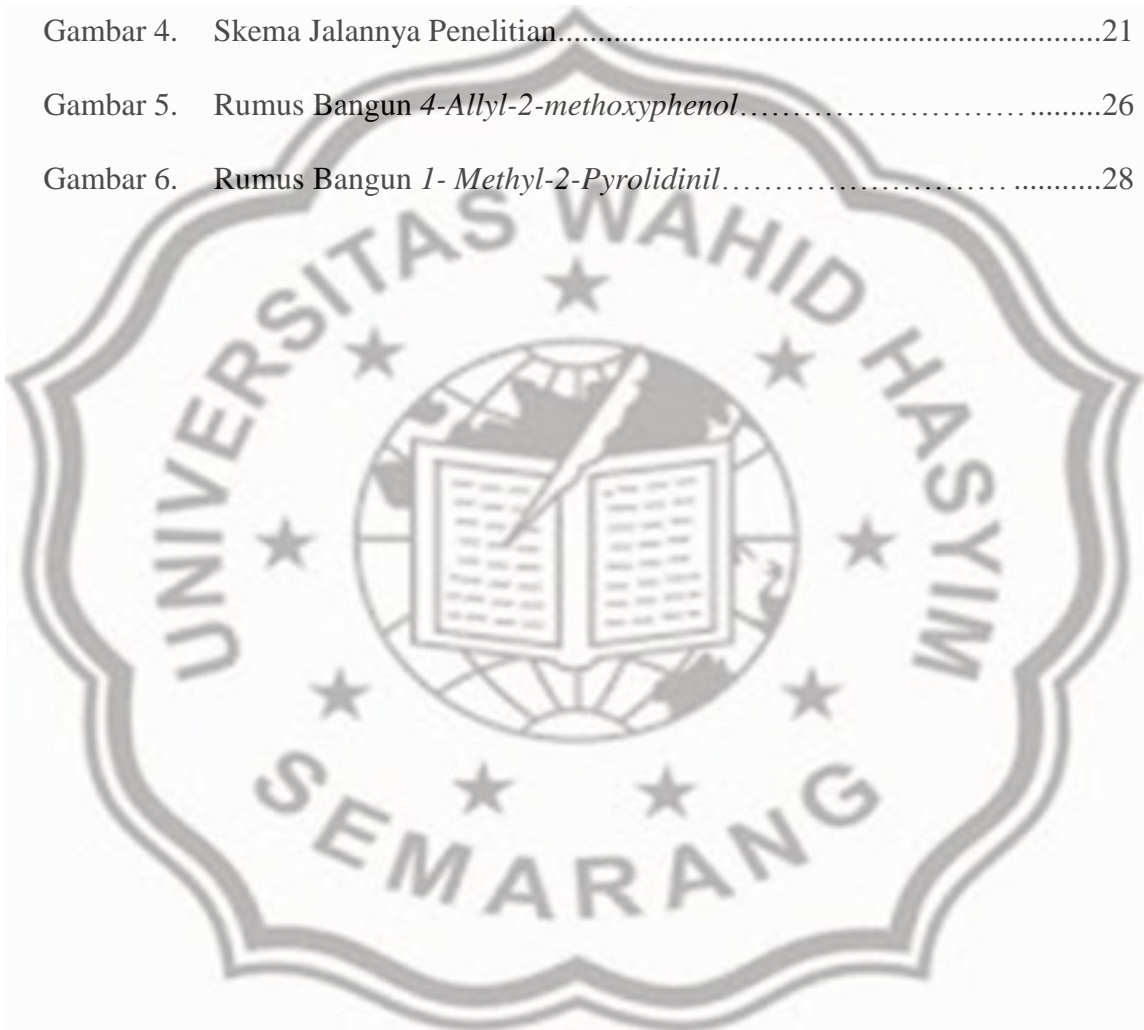 Gambar 4. Skema Jalannya Penelitian.......................................................................21
Gambar 5. Rumus Bangun 4-Allyl-2-methoxyphenol……………………… .........26
Gambar 6. Rumus Bangun 1- Methyl-2-Pyrolidinil……………………… ...........28
UNIVERSITAS WAHID HASYIM
SEMARANG